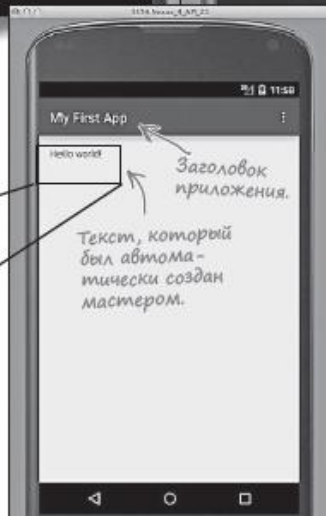 11:58
My First App
Hello world!
Заголовок
приложения.
Текст, который
был автома-
тически создан
мастером.